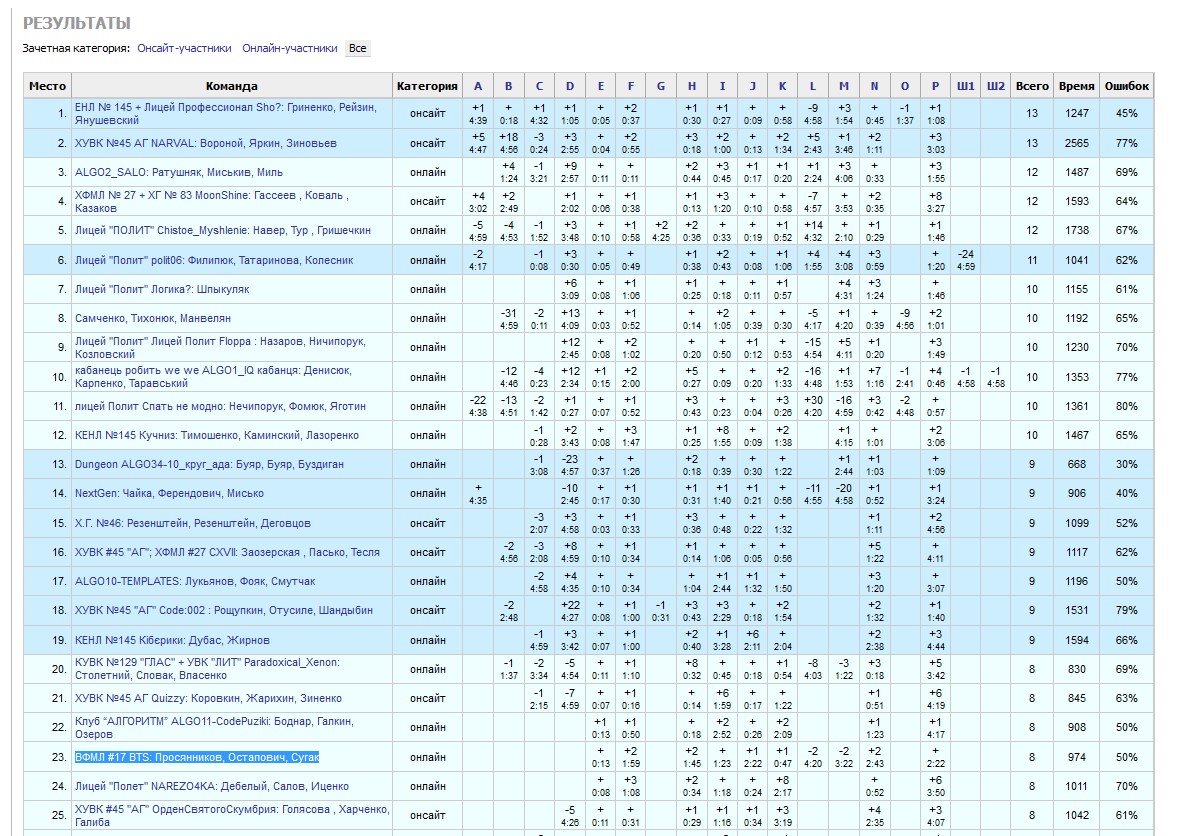 РЕЗУЛЬТАТЫ
Зачетная категория: Онсайт-участники Онлайн-участники Все
Место Команда Категория A B C D E F G H I J K L M N O P Ш1 Ш2 Всего Время Ошибок
1. ЕНЛ № 145 + Лицей Профессионал Sho?: Гриненко, Рейзин, Янушевский онсайт +1 + +1 +1 + +2 +1 +1 + + -9 +3 + -1 +1 13 1247 45%
4:39 0:18 4:32 1:05 0:05 0:37 0:30 0:27 0:09 0:58 4:58 1:54 0:45 1:37 1:08
2. ХУВК №45 АГ NARVAL: Вороной, Яркин, Зиновьев онсайт +5 +18 -3 +3 + +2 +3 +2 + +2 +5 +1 +2 + 13 2565 77%
4:47 4:56 0:24 2:55 0:04 0:55 0:18 1:00 0:13 1:34 2:43 3:46 1:11 3:03
3. ALGO2_SALO: Ратушняк, Миськив, Миль онлайн +4 -1 +9 + + +2 +3 +1 +1 +1 +3 + +3 12 1487 69%
1:24 3:21 2:57 0:11 0:11 0:44 0:45 0:17 0:20 2:24 4:06 0:33 1:55
4. ХФМЛ № 27 + ХГ № 83 MoonShine: Гассеев , Коваль , Казаков онсайт +4 +2 +1 + +1 +1 +3 + + -7 + +2 +8 12 1593 64%
3:02 2:49 2:02 0:06 0:38 0:13 1:20 0:10 0:58 4:57 3:53 0:35 3:27
5. Лицей "ПОЛИТ" Chistoe_Myshlenie: Навер, Тур , Гришечкин онлайн -5 -4 -1 +3 + +1 +2 +2 + + +1 +14 + +1 +1 12 1738 67%
4:59 4:53 1:52 3:48 0:10 0:58 4:25 0:36 0:33 0:19 0:52 4:32 2:10 0:29 1:46
6. Лицей "Полит" polit06: Филипюк, Татаринова, Колесник онлайн -2 -1 +3 + + +1 +2 + +1 +4 +4 +3 + -24 11 1041 62%
4:17 0:08 0:30 0:05 0:49 0:38 0:43 0:08 1:06 1:55 3:08 0:59 1:20 4:59
7. Лицей "Полит" Логика?: Шпыкуляк онлайн +6 + +1 +1 + + +1 +4 +3 + 10 1155 61%
3:09 0:08 1:06 0:25 0:18 0:11 0:57 4:31 1:24 1:46
8. Самченко, Тихонюк, Манвелян онлайн -31 -2 +13 + + + +2 + + -5 +1 + -9 +2 10 1192 65%
4:59 0:11 4:09 0:03 0:52 0:14 1:05 0:39 0:30 4:17 4:20 0:39 4:56 1:01
9. Лицей "Полит" Лицей Полит Floppa : Назаров, Ничипорук, Козловский онлайн +12 + +2 + + +1 + -15 +5 +1 +3 10 1230 70%
2:45 0:08 1:02 0:20 0:50 0:12 0:53 4:54 4:11 0:20 1:49
10. кабанець робить we we ALGO1_IQ кабанця: Денисюк, Карпенко, Таравський онлайн -12 -4 +12 +1 +2 +5 + + +2 -16 +1 +7 -1 +4 -1 -1 10 1353 77%
4:46 0:23 2:34 0:15 2:00 0:27 0:09 0:20 1:33 4:48 1:53 1:16 2:41 0:46 4:58 4:58
11. лицей Полит Спать не модно: Нечипорук, Фомюк, Яготин онлайн -22 -13 -2 +1 + + +3 + + +3 +30 -16 +3 -2 + 10 1361 80%
4:38 4:51 1:42 0:27 0:07 0:52 0:43 0:23 0:04 0:26 4:20 4:59 0:42 4:48 0:57
12. КЕНЛ №145 Кучниз: Тимошенко, Каминский, Лазоренко онлайн -1 +2 + +3 +1 +8 + +2 +1 + +2 10 1467 65%
0:28 3:43 0:08 1:47 0:25 1:55 0:09 1:38 4:15 1:01 3:06
13. Dungeon ALGO34-10_круг_ада: Буяр, Буяр, Буздиган онлайн -1 -23 + + +2 + + + +1 +1 + 9 668 30%
3:08 4:57 0:37 1:26 0:18 0:39 0:30 1:22 2:44 1:03 1:09
14. NextGen: Чайка, Ферендович, Мисько онлайн + -10 + +1 +1 +1 +1 + -11 -20 +1 +1 9 906 40%
4:35 2:45 0:17 0:30 0:31 1:40 0:21 0:56 4:55 4:58 0:52 3:24
15. Х.Г. №46: Резенштейн, Резенштейн, Деговцов онсайт -3 +3 + +1 +3 + + + +1 +2 9 1099 52%
2:07 4:58 0:03 0:33 0:36 0:48 0:22 1:32 1:11 4:56
16. ХУВК #45 "АГ"; ХФМЛ #27 CXVII: Заозерская , Пасько, Тесля онсайт -2 -3 +8 + +1 +1 + + + +5 + 9 1117 62%
4:56 2:08 4:59 0:10 0:34 0:14 1:06 0:05 0:56 1:22 4:11
17. ALGO10-TEMPLATES: Лукьянов, Фояк, Смутчак онлайн -2 +4 + + + +1 +1 + +3 + 9 1196 50%
4:58 4:35 0:10 0:34 1:04 2:44 1:32 1:50 1:20 3:07
18. ХУВК №45 "АГ" Code:002 : Рощупкин, Отусиле, Шандыбин онсайт -2 +22 + +1 -1 +3 +3 + +2 +2 +1 9 1531 79%
2:48 4:27 0:08 1:00 0:31 0:43 2:29 0:18 1:54 1:32 1:40
19. КЕНЛ №145 Кібєрики: Дубас, Жирнов онлайн -1 +3 + +1 +2 +1 +6 + +2 +3 9 1594 66%
4:59 3:42 0:07 1:00 0:40 3:28 2:11 2:04 2:38 4:44
20. КУВК №129 "ГЛАС" + УВК "ЛИТ" Paradoxical_Xenon: Столетний, Словак, Власенко онлайн -1 -2 -5 + +1 +8 + + +1 -8 -3 +3 +5 8 830 69%
1:37 3:34 4:54 0:11 1:10 0:32 0:45 0:18 0:54 4:03 1:22 0:18 3:42
21. ХУВК №45 АГ Quizzy: Коровкин, Жарихин, Зиненко онсайт -1 -7 + + +1 +6 + + +1 +6 8 845 63%
2:15 4:59 0:07 0:16 0:14 1:59 0:17 1:22 0:51 4:19
22. Клуб “АЛГОРИТМ” ALGO11-CodePuziki: Боднар, Галкин, Озеров онлайн +1 +1 + +2 + +2 +1 +1 8 908 50%
0:13 0:50 0:18 2:52 0:26 2:09 1:23 4:17
23. ВФМЛ #17 BTS: Просянников, Остапович, Сугак онлайн + +2 +2 + +1 +1 -2 -2 +2 +2 8 974 50%
0:13 1:59 1:45 1:23 2:22 0:47 4:20 3:22 2:43 2:22
24. Лицей "Полет" NAREZO4KA: Дебелый, Салов, Иценко онлайн + +3 +2 + + +8 + +6 8 1011 70%
0:08 1:08 0:34 1:18 0:24 2:17 0:52 3:50
25. ХУВК #45 "АГ" ОрденСвятогоСкумбрия: Голясова , Харченко, Галиба онсайт -5 + + +1 +1 +1 +3 +4 +3 8 1042 61%
4:26 0:11 0:31 0:29 1:16 0:34 3:19 2:35 4:07